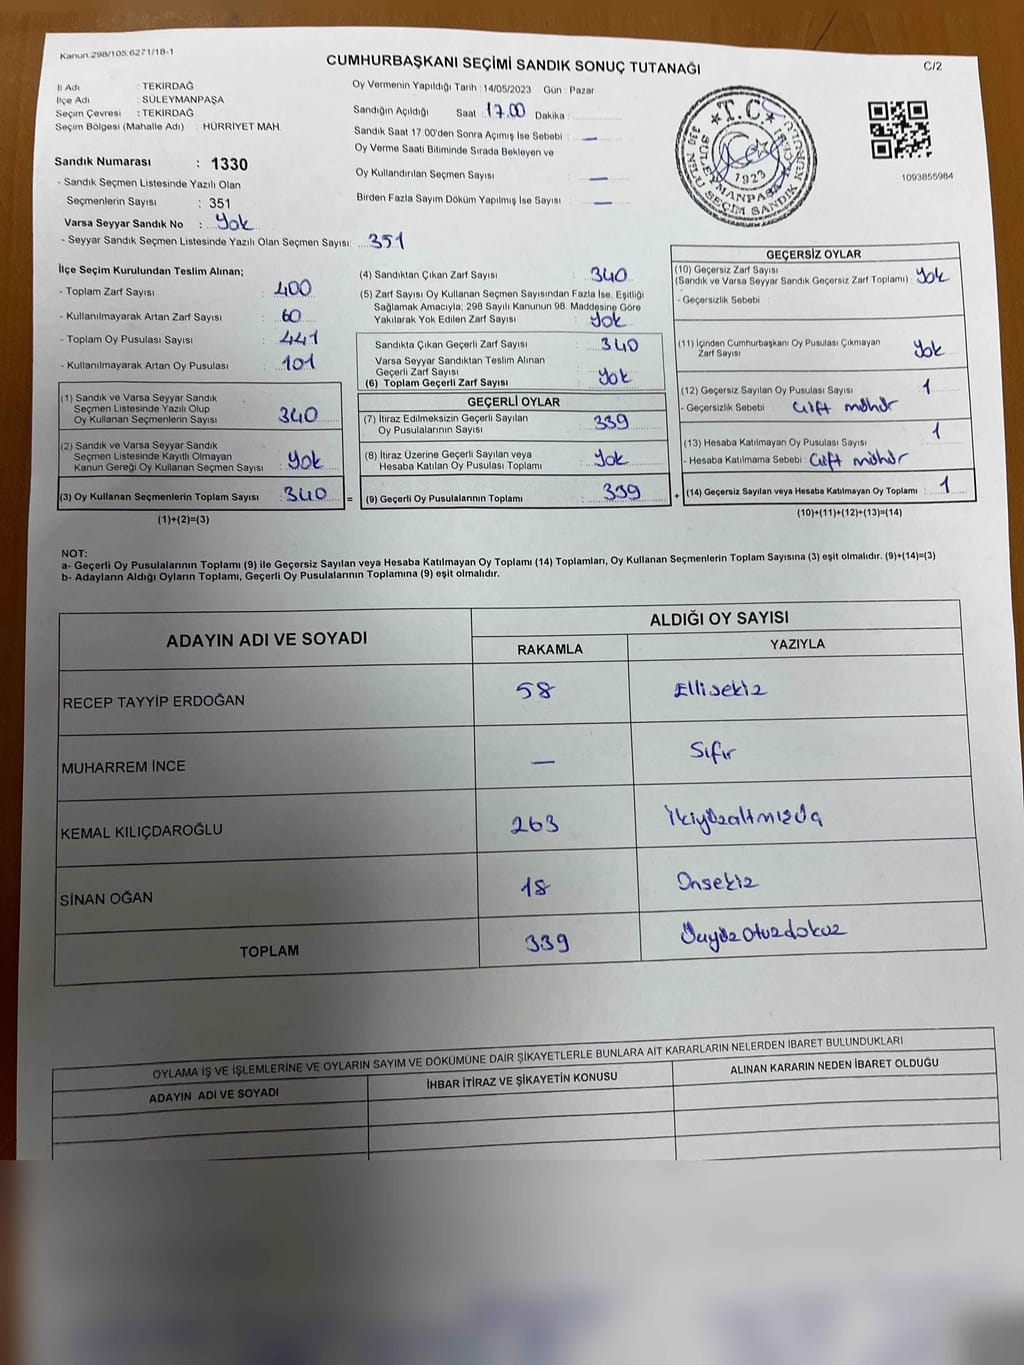 Kanun.298/105.6271/18-1
CUMHURBAŞKANI SEÇİMİ SANDIK SONUÇ TUTANAĞI
C/2
İl Adı : TEKİRDAĞ
İlçe Adı : SÜLEYMANPAŞA
Seçim Çevresi : TEKİRDAĞ
Seçim Bölgesi (Mahalle Adı) : HÜRRİYET MAH.
Sandık Numarası : 1330
- Sandık Seçmen Listesinde Yazılı Olan
Seçmenlerin Sayısı : 351
Varsa Seyyar Sandık No : Yok
- Seyyar Sandık Seçmen Listesinde Yazılı Olan Seçmen Sayısı: 351
Oy Vermenin Yapıldığı Tarih : 14/05/2023 Gün : Pazar
Sandığın Açıldığı Saat 17.00 Dakika :
Sandık Saat 17.00'den Sonra Açımış İse Sebebi : —
Oy Verme Saati Bitiminde Sırada Bekleyen ve
Oy Kullandırılan Seçmen Sayısı : —
Birden Fazla Sayım Döküm Yapılmış İse Sayısı : —
T.C.
1923
SÜLEYMANPAŞA
1093855984
İlçe Seçim Kurulundan Teslim Alınan;
- Toplam Zarf Sayısı : 400
- Kullanılmayarak Artan Zarf Sayısı : 60
- Toplam Oy Pusulası Sayısı : 441
- Kullanılmayarak Artan Oy Pusulası : 101
(1) Sandık ve Varsa Seyyar Sandık
Seçmen Listesinde Yazılı Olup
Oy Kullanan Seçmenlerin Sayısı : 340
(2) Sandık ve Varsa Seyyar Sandık
Seçmen Listesinde Kayıtlı Olmayan
Kanun Gereği Oy Kullanan Seçmen Sayısı : Yok
(3) Oy Kullanan Seçmenlerin Toplam Sayısı : 340 =
(1)+(2)=(3)
(4) Sandıktan Çıkan Zarf Sayısı : 340
(5) Zarf Sayısı Oy Kullanan Seçmen Sayısından Fazla İse, Eşitliği
Sağlamak Amacıyla; 298 Sayılı Kanunun 98. Maddesine Göre
Yakılarak Yok Edilen Zarf Sayısı : Yok
Sandıkta Çıkan Geçerli Zarf Sayısı : 340
Varsa Seyyar Sandıktan Teslim Alınan
Geçerli Zarf Sayısı : Yok
(6) Toplam Geçerli Zarf Sayısı
GEÇERLİ OYLAR
(7) İtiraz Edilmeksizin Geçerli Sayılan
Oy Pusulalarının Sayısı : 339
(8) İtiraz Üzerine Geçerli Sayılan veya
Hesaba Katılan Oy Pusulası Toplamı : Yok
(9) Geçerli Oy Pusulalarının Toplamı : 339 +
GEÇERSİZ OYLAR
(10) Geçersiz Zarf Sayısı
(Sandık ve Varsa Seyyar Sandık Geçersiz Zarf Toplamı) : Yok
- Geçersizlik Sebebi :
(11) İçinden Cumhurbaşkanı Oy Pusulası Çıkmayan
Zarf Sayısı : Yok
(12) Geçersiz Sayılan Oy Pusulası Sayısı : 1
- Geçersizlik Sebebi : Çift mühür
(13) Hesaba Katılmayan Oy Pusulası Sayısı : 1
- Hesaba Katılmama Sebebi : Çift mühür
(14) Geçersiz Sayılan veya Hesaba Katılmayan Oy Toplamı : 1
(10)+(11)+(12)+(13)=(14)
NOT:
a- Geçerli Oy Pusulalarının Toplamı (9) ile Geçersiz Sayılan veya Hesaba Katılmayan Oy Toplamı (14) Toplamları, Oy Kullanan Seçmenlerin Toplam Sayısına (3) eşit olmalıdır. (9)+(14)=(3)
b- Adayların Aldığı Oyların Toplamı, Geçerli Oy Pusulalarının Toplamına (9) eşit olmalıdır.
ADAYIN ADI VE SOYADI
ALDIĞI OY SAYISI
RAKAMLA YAZIYLA
RECEP TAYYİP ERDOĞAN 58 Ellisekiz
MUHARREM İNCE — Sıfır
KEMAL KILIÇDAROĞLU 263 İkiyüzaltmışüç
SİNAN OĞAN 18 Onsekiz
TOPLAM 339 Üçyüzotuzdokuz
OYLAMA İŞ VE İŞLEMLERİNE VE OYLARIN SAYIM VE DÖKÜMÜNE DAİR ŞİKAYETLERLE BUNLARA AİT KARARLARIN NELERDEN İBARET BULUNDUKLARI
ADAYIN ADI VE SOYADI İHBAR İTİRAZ VE ŞİKAYETİN KONUSU ALINAN KARARIN NEDEN İBARET OLDUĞU